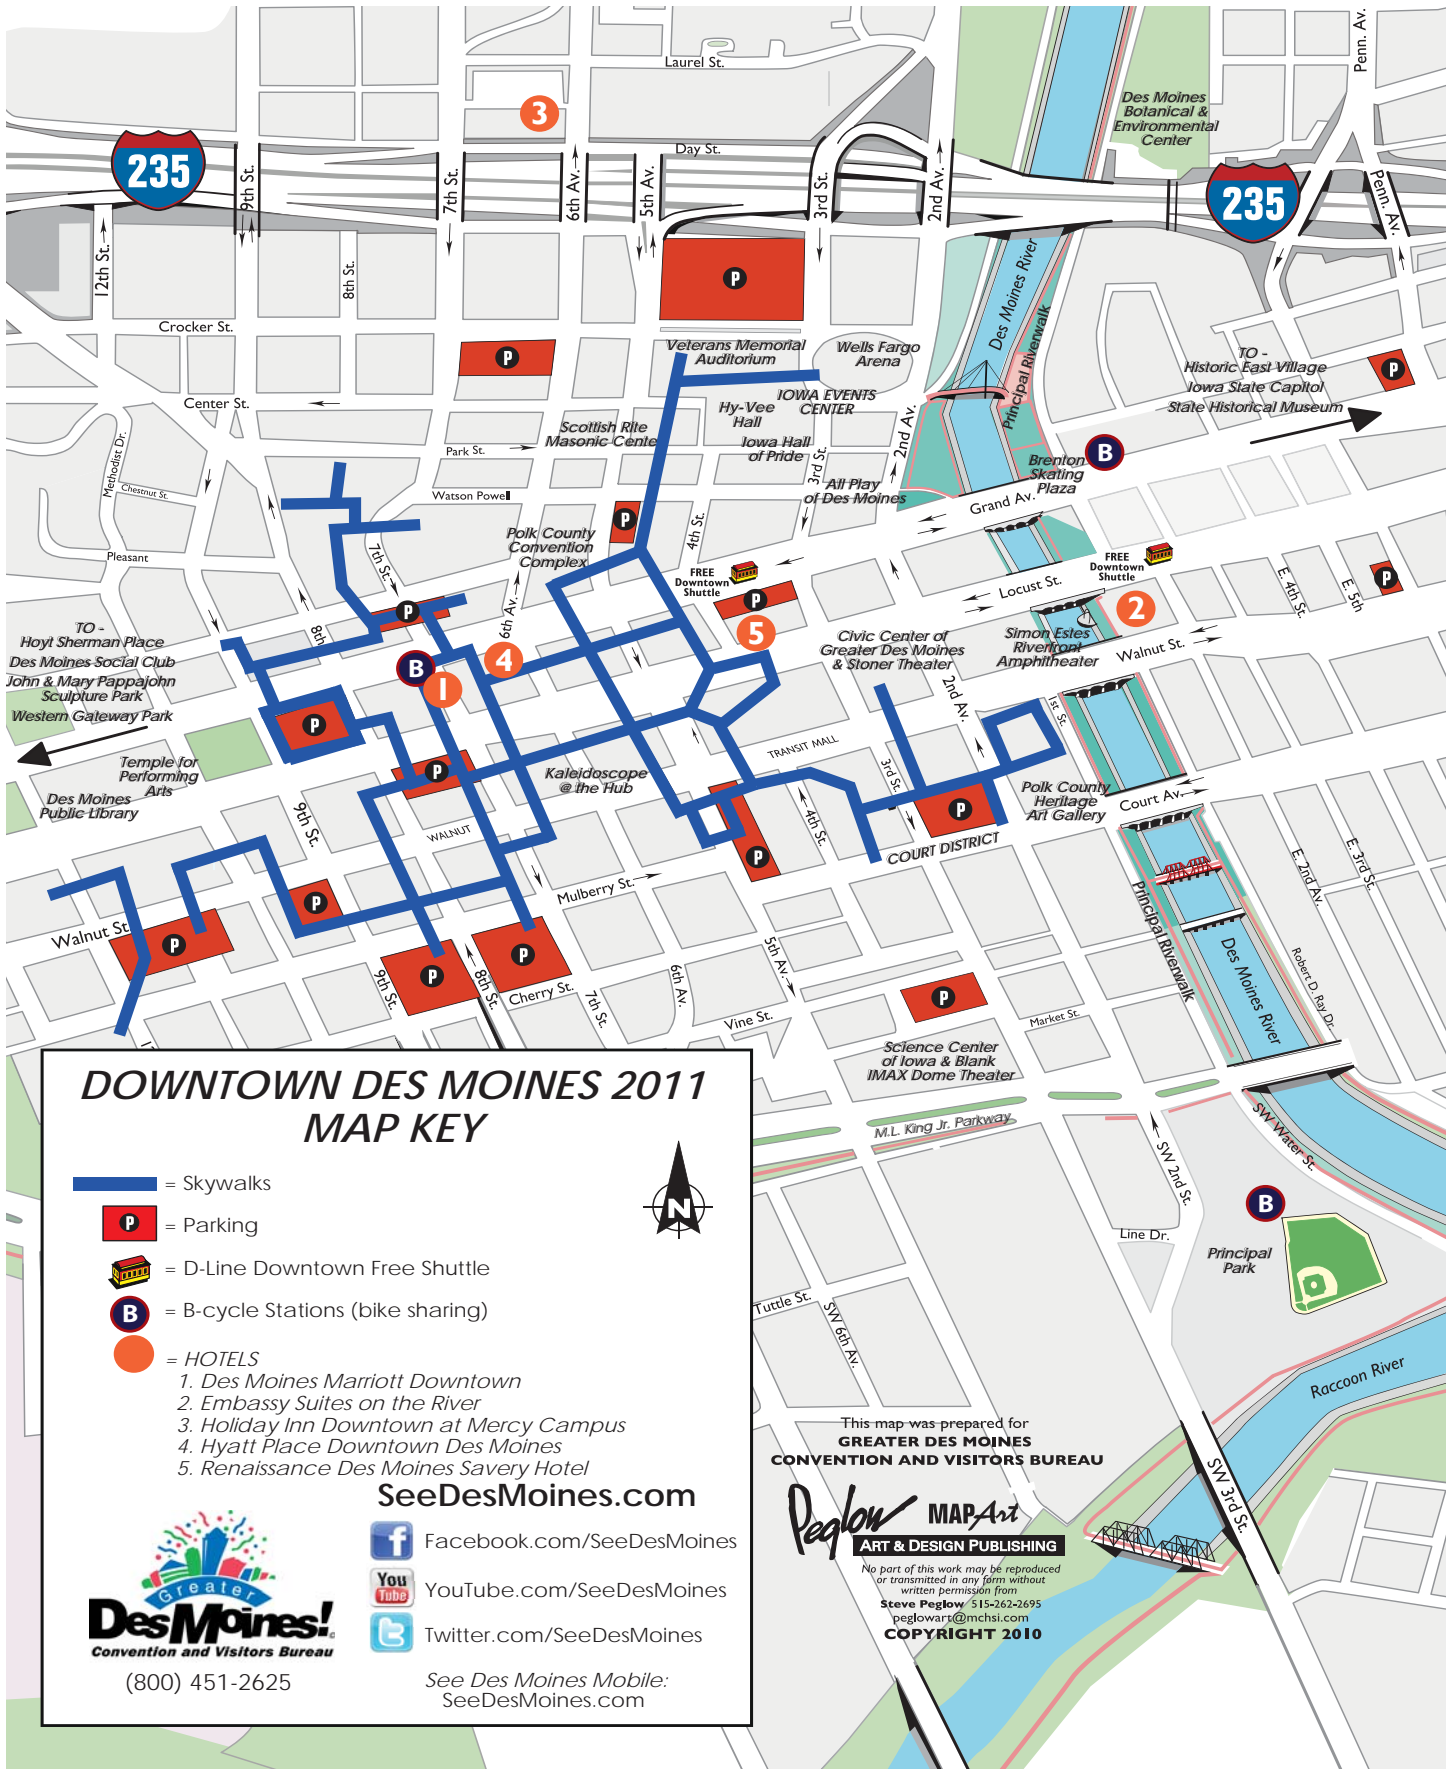 Laurel St.
Penn. Av.
3
Des Moines
Botanical &
Environmental
Center
235
9th St.
7th St.
6th Av.
5th Av.
Day St.
3rd St.
2nd Av.
Penn. Av.
235
12th St.
8th St.
P
Des Moines River
Principal Riverwalk
Crocker St.
P
Veterans Memorial
Auditorium
Wells Fargo
Arena
TO -
Historic East Village
Iowa State Capitol
State Historical Museum
P
Center St.
IOWA EVENTS
CENTER
Hy-Vee
Hall
Iowa Hall
of Pride
Scottish Rite
Masonic Cente
Park St.
3rd St.
2nd Av.
B
Brenton
Skating
Plaza
Methodist Dr.
Chestnut St.
Watson Powell
All Play
of Des Moines
Grand Av.
P
4th St.
Polk County
Convention
Complex
Pleasant
7th St.
FREE
Downtown
Shuttle
FREE
Downtown
Shuttle
Locust St.
E. 4th St.
E. 5th
P
P
P
2
8th
6th Av.
5
TO -
Hoyt Sherman Place
Des Moines Social Club
John & Mary Pappajohn
Sculpture Park
Western Gateway Park
B
4
1
Civic Center of
Greater Des Moines
& Stoner Theater
Simon Estes
Riverfront
Amphitheater
Walnut St.
P
2nd Av.
1st St.
TRANSIT MALL
Temple for
Performing
Arts
Des Moines
Public Library
P
Kaleidoscope
@ the Hub
3rd St.
Polk County
Heritage
Art Gallery
Court Av.
9th St.
WALNUT
4th St.
P
COURT DISTRICT
P
Mulberry St.
E. 2nd Av.
E. 3rd St.
Walnut St.
P
P
P
P
9th St.
8th St.
Cherry St.
7th St.
6th Av.
5th Av.
Vine St.
P
Market St.
Principal Riverwalk
Des Moines River
Robert D. Ray Dr.
Science Center
of Iowa & Blank
IMAX Dome Theater
M.L. King Jr. Parkway
SW 2nd St.
SW Water St.
B
Line Dr.
Principal
Park
Tuttle St.
SW 6th Av.
Raccoon River
SW 3rd St.
DOWNTOWN DES MOINES 2011
MAP KEY
= Skywalks
P = Parking
= D-Line Downtown Free Shuttle
B = B-cycle Stations (bike sharing)
= HOTELS
1. Des Moines Marriott Downtown
2. Embassy Suites on the River
3. Holiday Inn Downtown at Mercy Campus
4. Hyatt Place Downtown Des Moines
5. Renaissance Des Moines Savery Hotel
N
SeeDesMoines.com
f Facebook.com/SeeDesMoines
You Tube YouTube.com/SeeDesMoines
t Twitter.com/SeeDesMoines
See Des Moines Mobile:
SeeDesMoines.com
Greater
Des Moines!
Convention and Visitors Bureau
(800) 451-2625
This map was prepared for
GREATER DES MOINES
CONVENTION AND VISITORS BUREAU
Peglow MAPArt
ART & DESIGN PUBLISHING
No part of this work may be reproduced
or transmitted in any form without
written permission from
Steve Peglow 515-262-2695
peglowart@mchsi.com
COPYRIGHT 2010